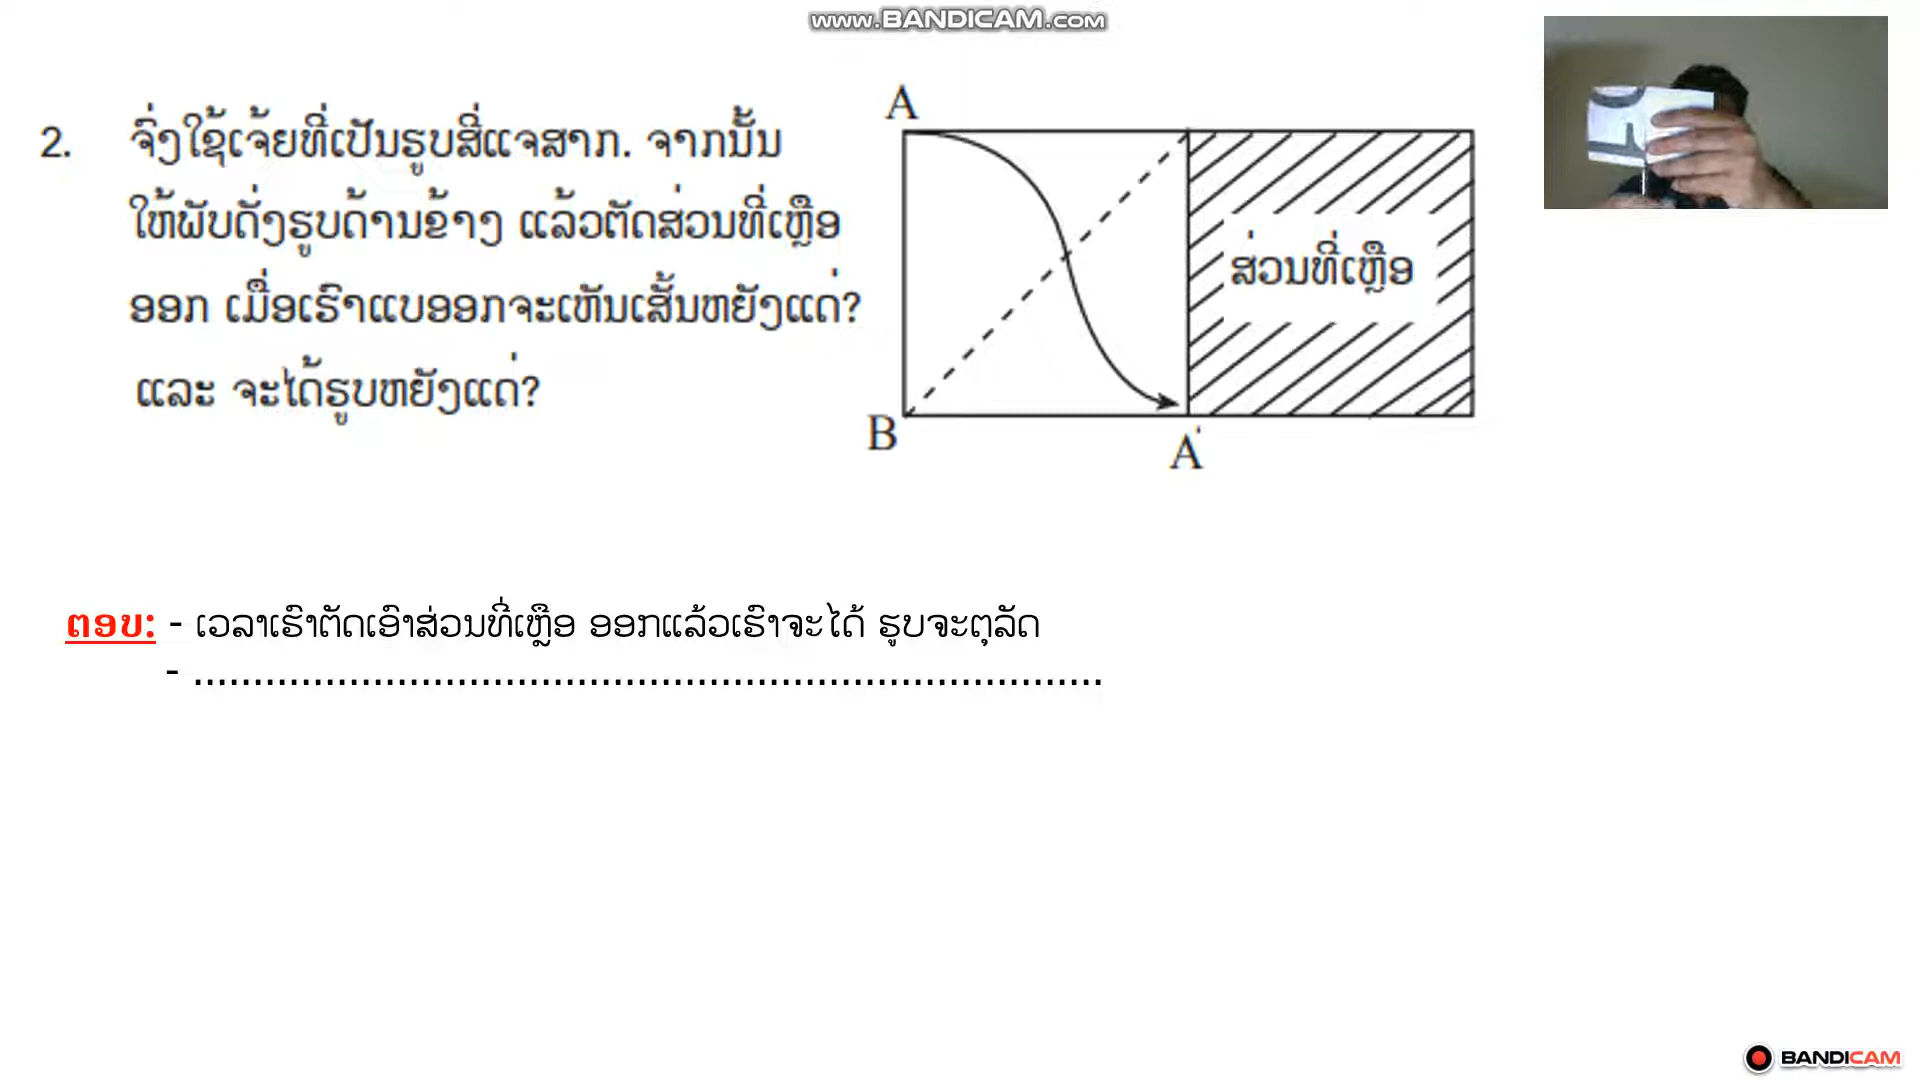 www.BANDICAM.com
2. ຈົ່ງໃຊ້ເຈ້ຍທີ່ເປັນຮູບສີ່ແຈສາກ. ຈາກນັ້ນ
ໃຫ້ພັບດັ່ງຮູບດ້ານຂ້າງ ແລ້ວຕັດສ່ວນທີ່ເຫຼືອ
ອອກ ເມື່ອເຮົາແບອອກຈະເຫັນເສັ້ນຫຍັງແດ່?
ແລະ ຈະໄດ້ຮູບຫຍັງແດ່?
A
ສ່ວນທີ່ເຫຼືອ
B
A'
ຕອບ: - ເວລາເຮົາຕັດເອົາສ່ວນທີ່ເຫຼືອ ອອກແລ້ວເຮົາຈະໄດ້ ຮູບຈະຕຸລັດ
- ............................................................................
BANDICAM